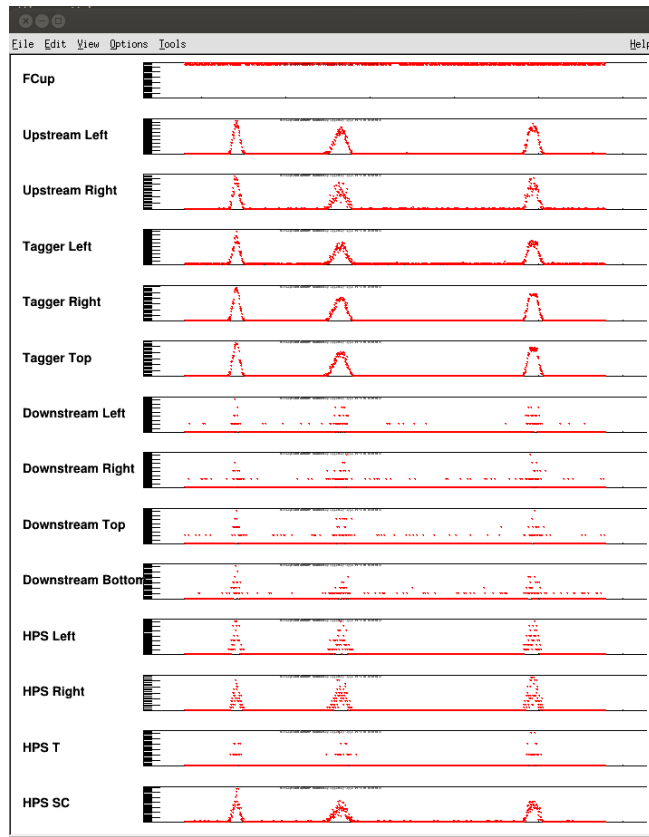 File Edit View Options Tools Help
FCup
Upstream Left
Upstream Right
Tagger Left
Tagger Right
Tagger Top
Downstream Left
Downstream Right
Downstream Top
Downstream Bottom
HPS Left
HPS Right
HPS T
HPS SC